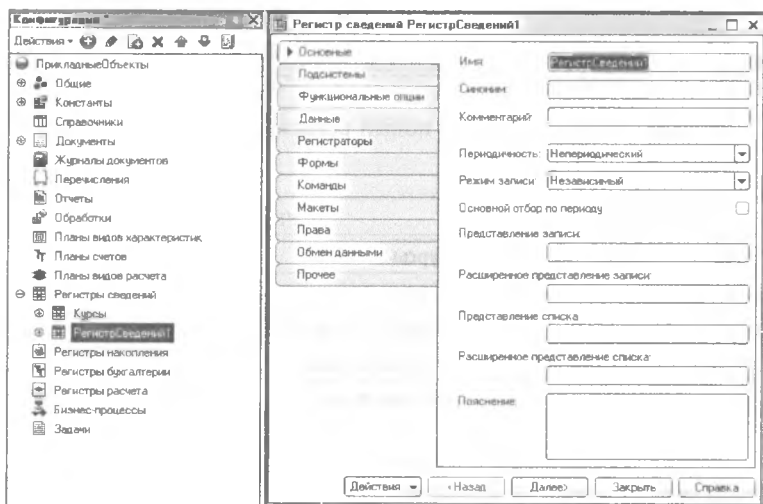 Конфигурация *
Действия
ПрикладныеОбъекты
Общие
Константы
Справочники
Документы
Журналы документов
Перечисления
Отчеты
Обработки
Планы видов характеристик
Планы счетов
Планы видов расчета
Регистры сведений
Курсы
РегистрСведений1
Регистры накопления
Регистры бухгалтерии
Регистры расчета
Бизнес-процессы
Задачи
Регистр сведений РегистрСведений1
Основные
Подсистемы
Функциональные опции
Данные
Регистраторы
Формы
Команды
Макеты
Права
Обмен данными
Прочее
Имя: РегистрСведений1
Синоним:
Комментарий:
Периодичность: Непериодический
Режим записи: Независимый
Основной отбор по периоду
Представление записи:
Расширенное представление записи:
Представление списка
Расширенное представление списка:
Пояснение:
Действия
<Назад
Далее>
Закрыть
Справка